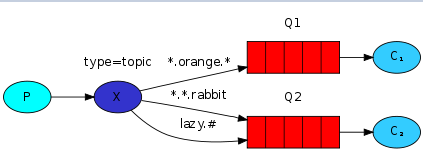 Q1
type=topic
*.orange.*
C₁
P
X
*.*.rabbit
Q2
lazy.#
C₂